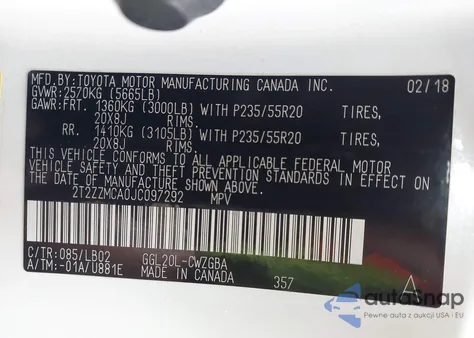 MFD.BY:TOYOTA MOTOR MANUFACTURING CANADA INC. 02/18
GVWR:2570KG (5665LB)
GAWR:FRT. 1360KG (3000LB) WITH P235/55R20 TIRES,
20X8J RIMS,
RR. 1410KG (3105LB) WITH P235/55R20 TIRES,
20X8J RIMS.
THIS VEHICLE CONFORMS TO ALL APPLICABLE FEDERAL MOTOR
VEHICLE SAFETY AND THEFT PREVENTION STANDARDS IN EFFECT
ON THE DATE OF MANUFACTURE SHOWN ABOVE.
2T2ZZMCA0JC097292 MPV
C/TR:085/LB02 GGL20L-CWZGBA
A/TM:-01A/U881E MADE IN CANADA 357 A
autoSnap
Pewne auta z aukcji USA i EU